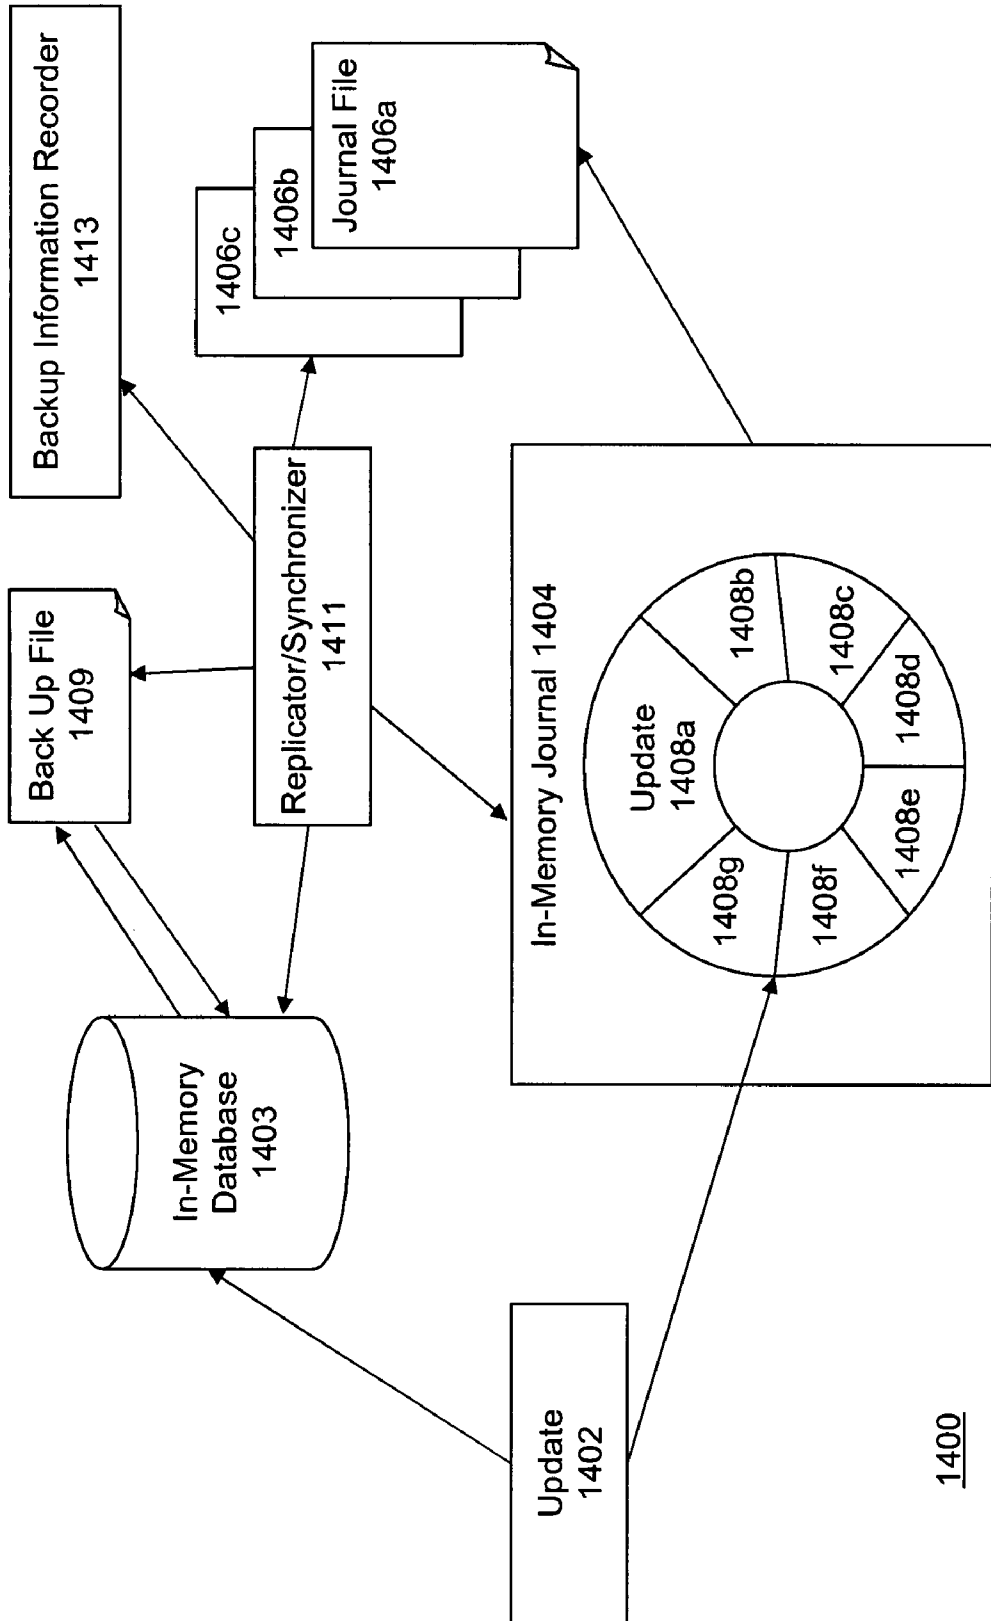 Update
1402
In-Memory
Database
1403
Back Up File
1409
Backup Information Recorder
1413
Replicator/Synchronizer
1411
1406c
1406b
Journal File
1406a
In-Memory Journal 1404
Update
1408a
1408b
1408c
1408d
1408e
1408f
1408g
1400